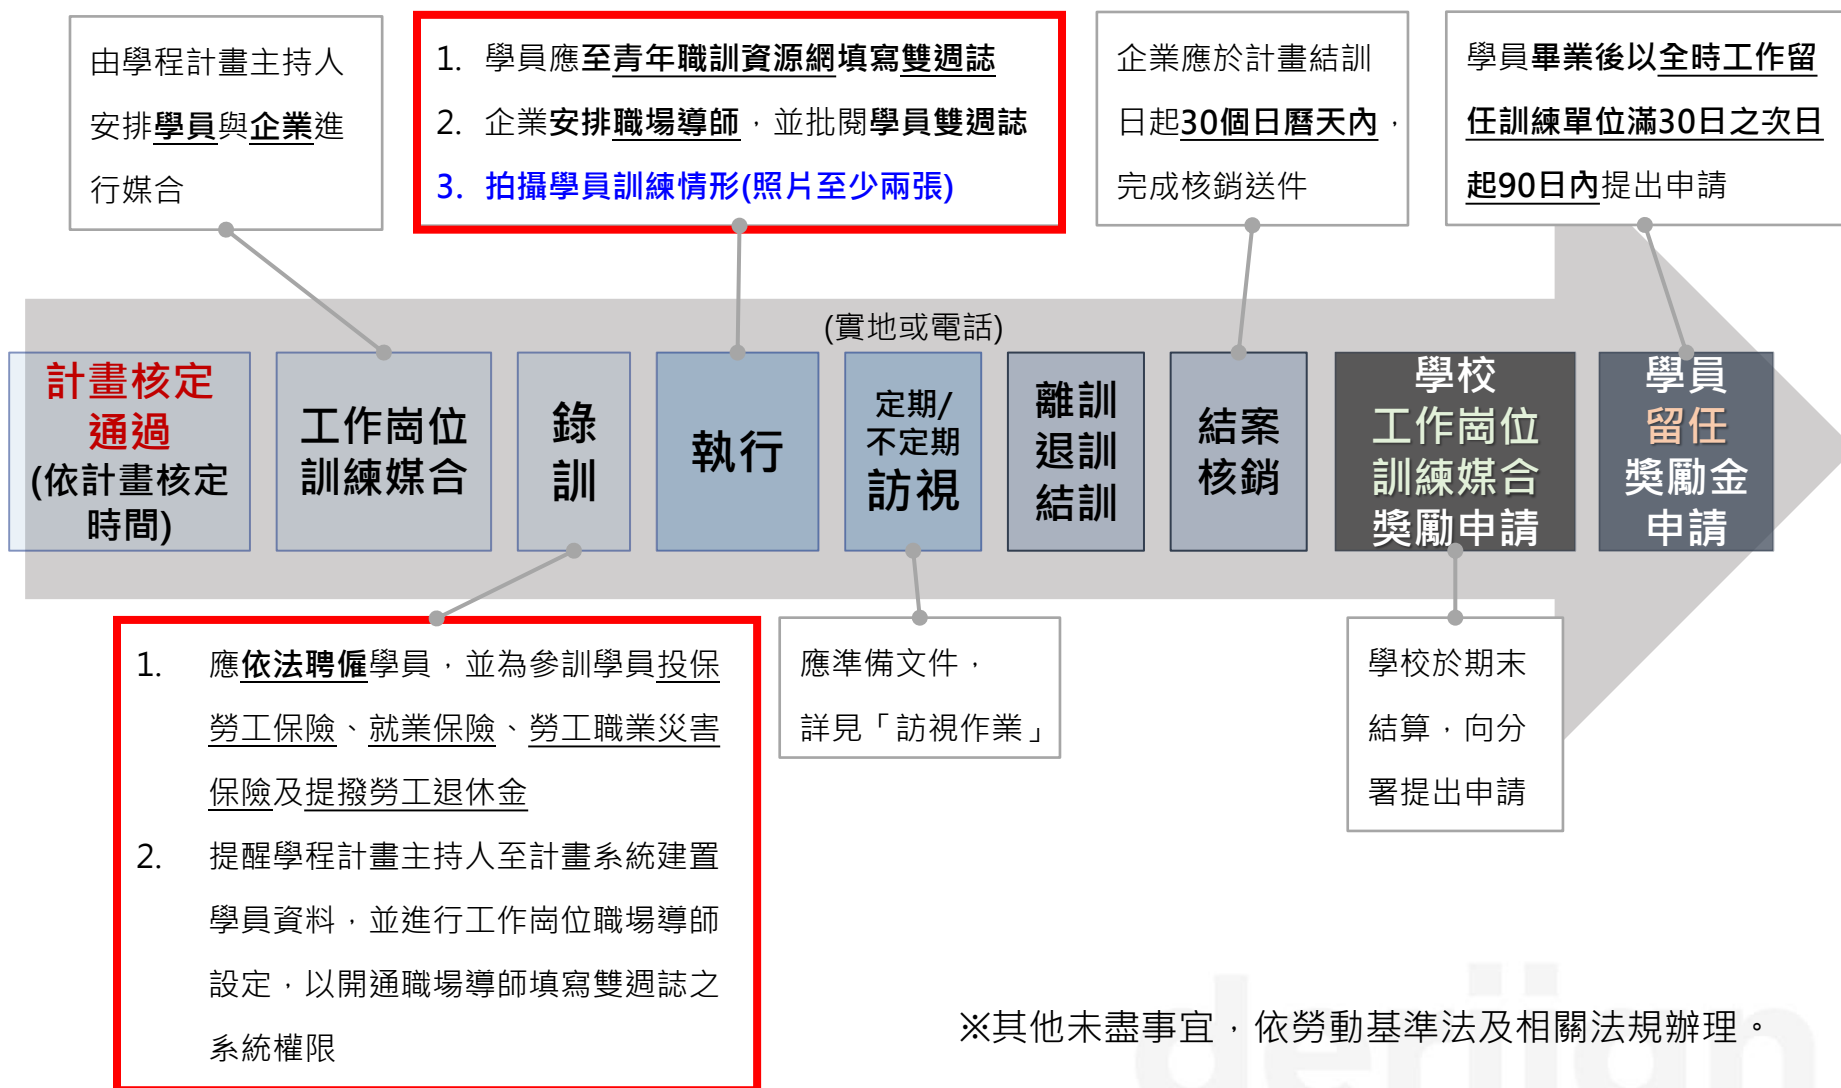 由學程計畫主持人
安排學員與企業進
行媒合
1. 學員應至青年職訓資源網填寫雙週誌
2. 企業安排職場導師，並批閱學員雙週誌
3. 拍攝學員訓練情形(照片至少兩張)
企業應於計畫結訓
日起30個日曆天內，
完成核銷送件
學員畢業後以全時工作留
任訓練單位滿30日之次日
起90日內提出申請
(實地或電話)
計畫核定
通過
(依計畫核定
時間)
工作崗位
訓練媒合
錄
訓
執行
定期/
不定期
訪視
離訓
退訓
結訓
結案
核銷
學校
工作崗位
訓練媒合
獎勵申請
學員
留任
獎勵金
申請
1. 應依法聘僱學員，並為參訓學員投保
勞工保險、就業保險、勞工職業災害
保險及提撥勞工退休金
2. 提醒學程計畫主持人至計畫系統建置
學員資料，並進行工作崗位職場導師
設定，以開通職場導師填寫雙週誌之
系統權限
應準備文件，
詳見「訪視作業」
學校於期末
結算，向分
署提出申請
※其他未盡事宜，依勞動基準法及相關法規辦理。